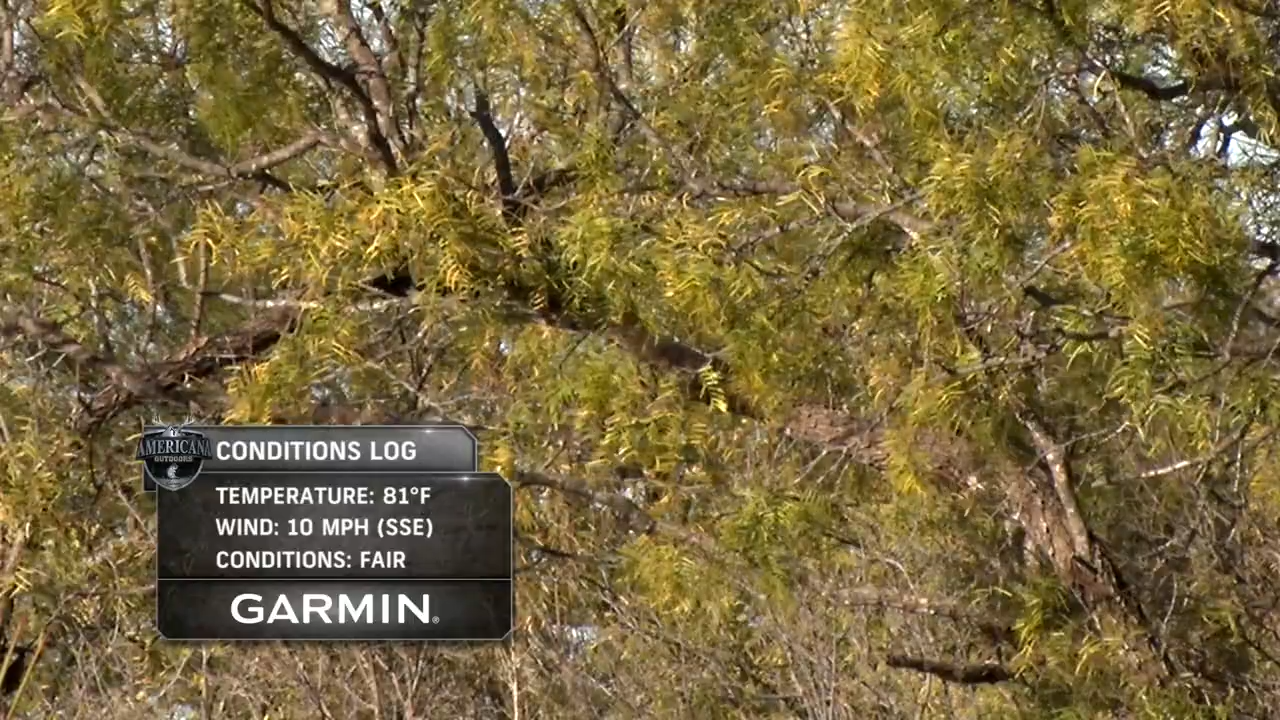 AMERICANA
OUTDOORS
CONDITIONS LOG
TEMPERATURE: 81°F
WIND: 10 MPH (SSE)
CONDITIONS: FAIR
GARMIN®